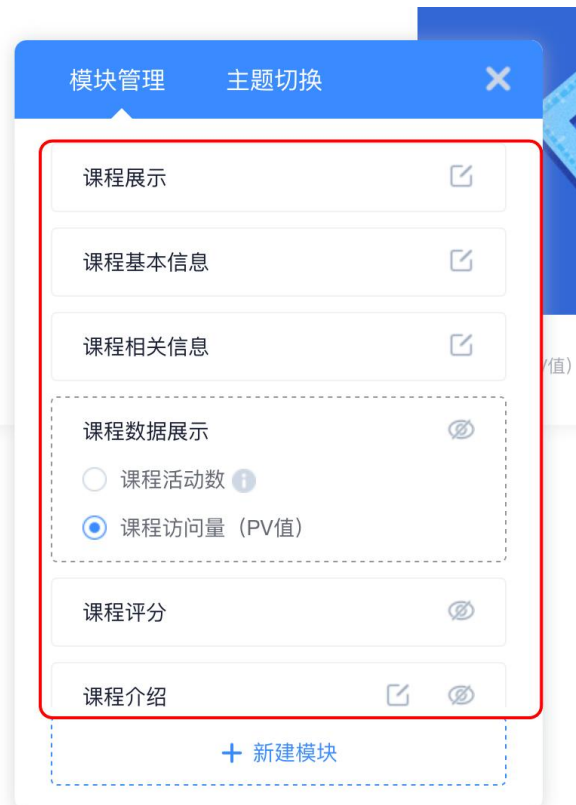 模块管理 主题切换
课程展示
课程基本信息
课程相关信息
值）
课程数据展示
课程活动数
课程访问量（PV值）
课程评分
课程介绍
新建模块